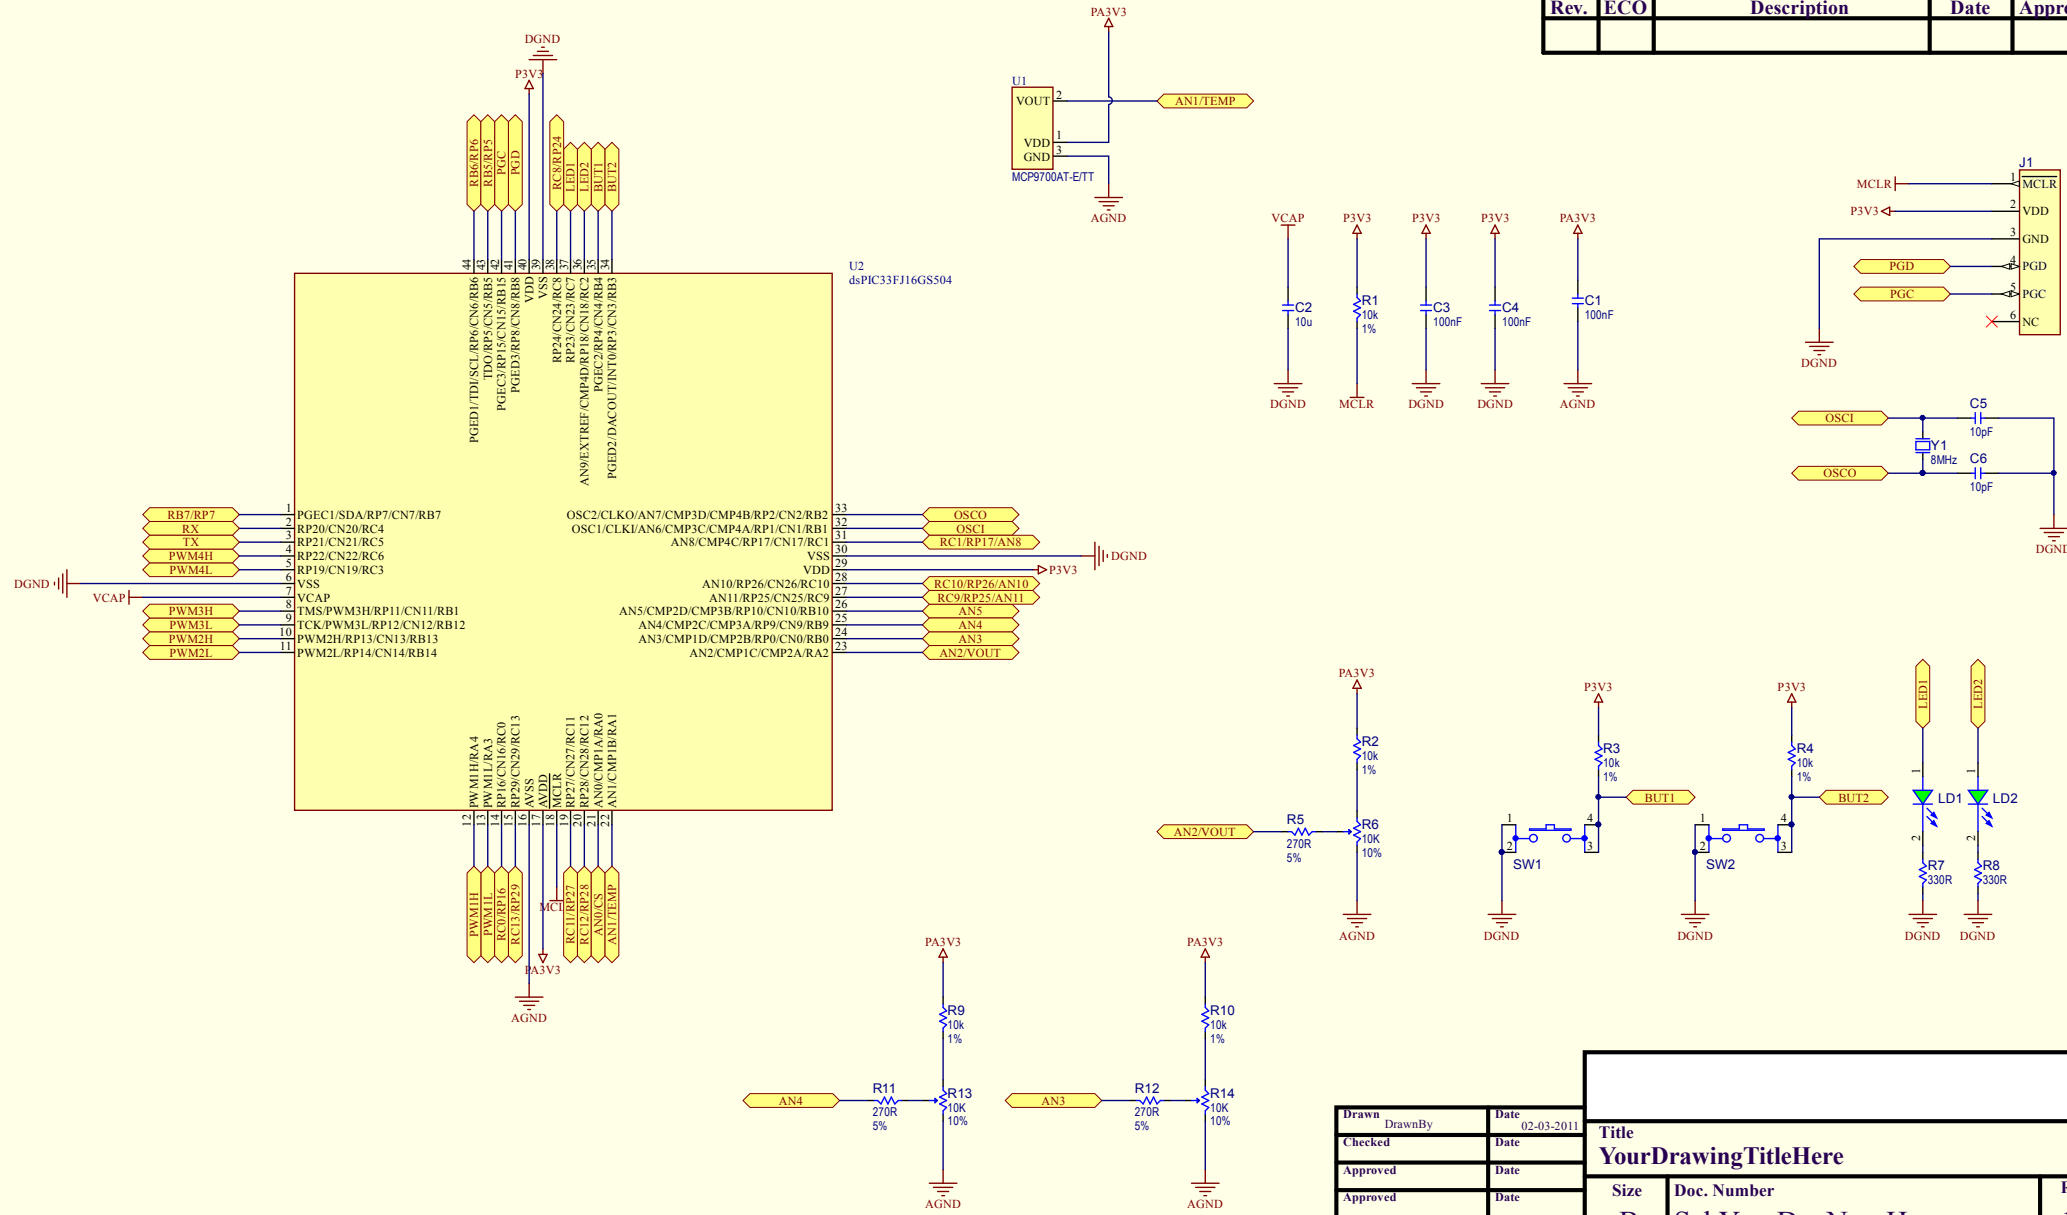 Rev. ECO Description Date
PA3V3
U1
VOUT 2
AN1/TEMP
VDD 1
GND 3
MCP9700AT-E/TT
AGND
DGND
P3V3
RB6/RP6
RB5/RP5
PGC
PGD
RC8/RP24
LED1
LED2
BUT1
BUT2
44 43 42 41 40 39 38 37 36 35 34
PGED1/TDI/SCL/RP6/CN6/RB6
TDO/RP5/CN5/RB5
PGEC3/RP15/CN15/RB15
PGED3/RP8/CN8/RB8
VDD
VSS
RP24/CN24/RC8
RP23/CN23/RC7
AN9/EXTREF/CMP4D/RP18/CN18/RC2
PGEC2/RP4/CN4/RB4
PGED2/DACOUT/INT0/RP3/CN3/RB3
U2
dsPIC33FJ16GS504
RB7/RP7 1 PGEC1/SDA/RP7/CN7/RB7
RX 2 RP20/CN20/RC4
TX 3 RP21/CN21/RC5
PWM4H 4 RP22/CN22/RC6
PWM4L 5 RP19/CN19/RC3
DGND 6 VSS
VCAP 7 VCAP
PWM3H 8 TMS/PWM3H/RP11/CN11/RB1
PWM3L 9 TCK/PWM3L/RP12/CN12/RB12
PWM2H 10 PWM2H/RP13/CN13/RB13
PWM2L 11 PWM2L/RP14/CN14/RB14
OSC2/CLKO/AN7/CMP3D/CMP4B/RP2/CN2/RB2 33 OSCO
OSC1/CLKI/AN6/CMP3C/CMP4A/RP1/CN1/RB1 32 OSCI
AN8/CMP4C/RP17/CN17/RC1 31 RC1/RP17/AN8
VSS 30 DGND
VDD 29 P3V3
AN10/RP26/CN26/RC10 28 RC10/RP26/AN10
AN11/RP25/CN25/RC9 27 RC9/RP25/AN11
AN5/CMP2D/CMP3B/RP10/CN10/RB10 26 AN5
AN4/CMP2C/CMP3A/RP9/CN9/RB9 25 AN4
AN3/CMP1D/CMP2B/RP0/CN0/RB0 24 AN3
AN2/CMP1C/CMP2A/RA2 23 AN2/VOUT
PWM1H/RA4
PWM1L/RA3
RP16/CN16/RC0
RP29/CN29/RC13
AVSS
AVDD
MCLR
RP27/CN27/RC11
RP28/CN28/RC12
AN0/CMP1A/RA0
AN1/CMP1B/RA1
12 13 14 15 16 17 18 19 20 21 22
PWM1H
PWM1L
RC0/RP16
RC13/RP29
RC11/RP27
RC12/RP28
AN0/CS
AN1/TEMP
PA3V3
AGND
VCAP
C2
10u
DGND
P3V3
R1
10k
1%
MCLR
P3V3
C3
100nF
DGND
P3V3
C4
100nF
DGND
PA3V3
C1
100nF
AGND
J1
MCLR 1 MCLR
P3V3 2 VDD
3 GND
PGD 4 PGD
PGC 5 PGC
6 NC
DGND
OSCI
C5
10pF
Y1
8MHz
OSCO
C6
10pF
PA3V3
R2
10k
1%
AN2/VOUT
R5
270R
5%
R6
10K
10%
AGND
P3V3
R3
10k
1%
BUT1
1 4
2 3
SW1
DGND
P3V3
R4
10k
1%
BUT2
1 4
2 3
SW2
DGND
LED1
1
LD1
2
R7
330R
DGND
LED2
1
LD2
2
R8
330R
DGND
PA3V3
R9
10k
1%
AN4
R11
270R
5%
R13
10K
10%
AGND
PA3V3
R10
10k
1%
AN3
R12
270R
5%
R14
10K
10%
AGND
Drawn Date
DrawnBy 02-03-2011
Checked Date
Approved Date
Approved Date
Title
YourDrawingTitleHere
Size Doc. Number